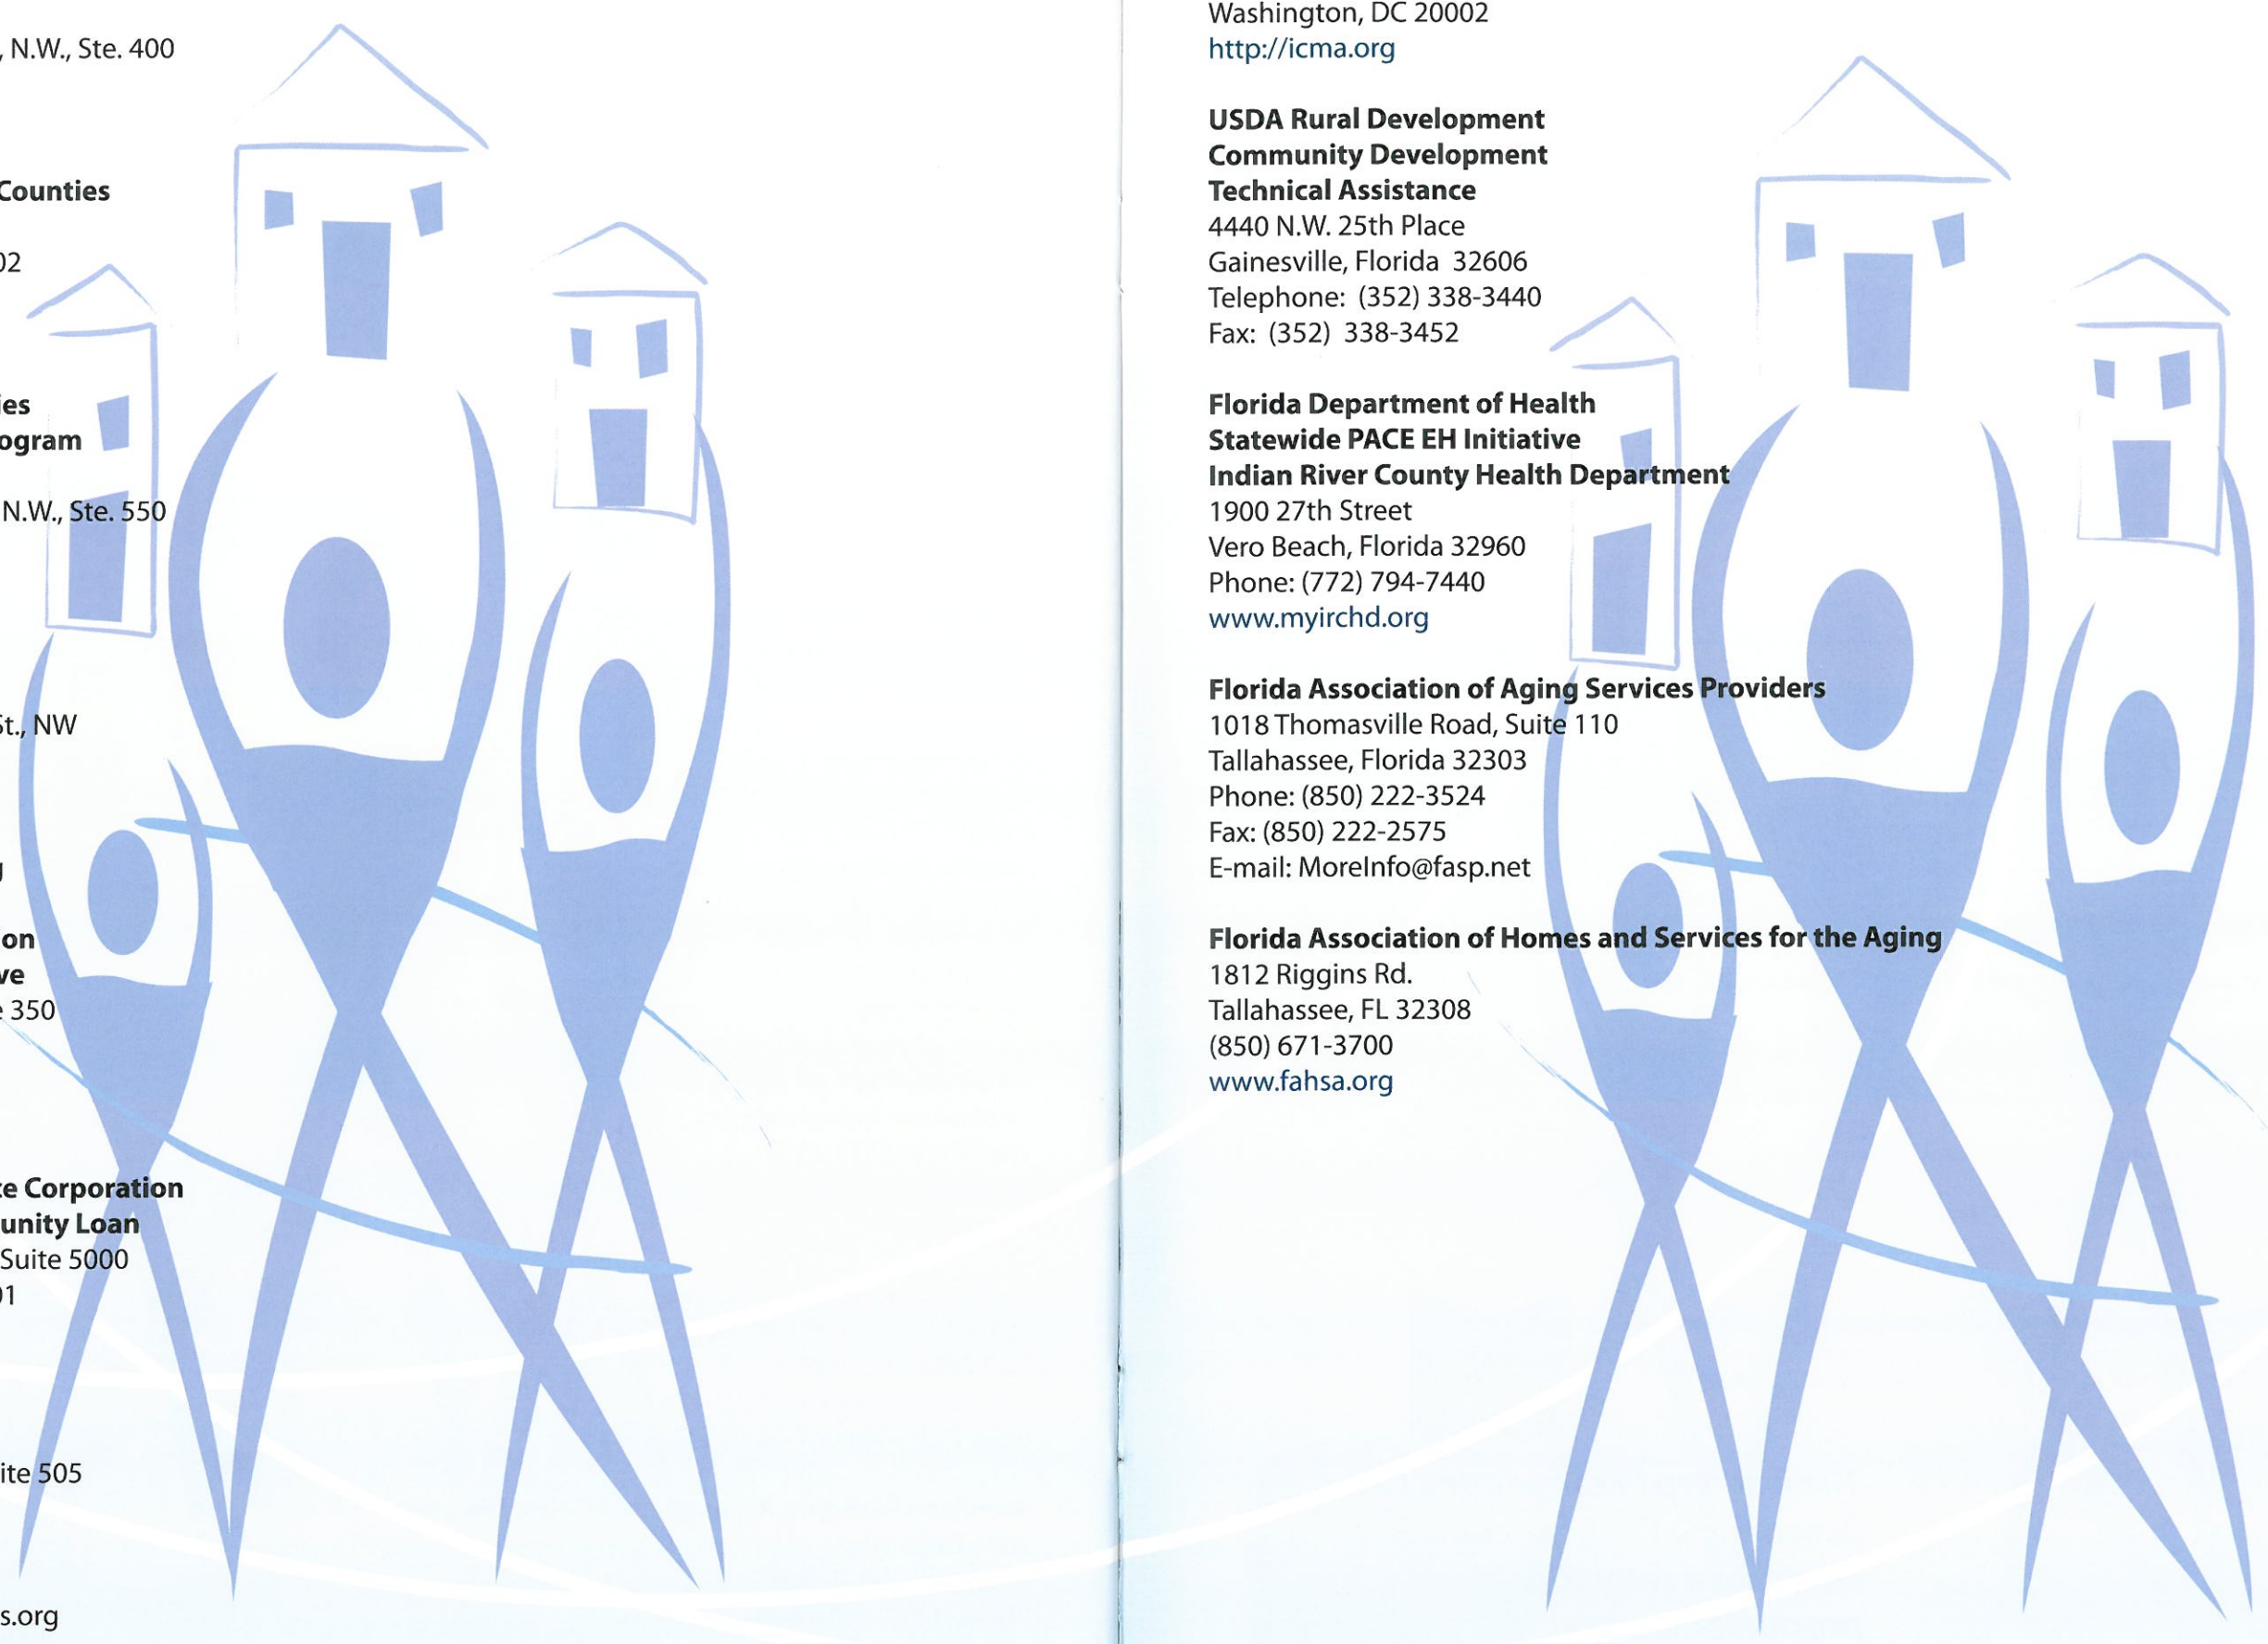 , N.W., Ste. 400
Counties
02
ies
ogram
N.W., Ste. 550
St., NW
g
on
ve
e 350
ce Corporation
unity Loan
Suite 5000
01
ite 505
s.org
Washington, DC 20002
http://icma.org
USDA Rural Development
Community Development
Technical Assistance
4440 N.W. 25th Place
Gainesville, Florida 32606
Telephone: (352) 338-3440
Fax: (352) 338-3452
Florida Department of Health
Statewide PACE EH Initiative
Indian River County Health Department
1900 27th Street
Vero Beach, Florida 32960
Phone: (772) 794-7440
www.myirchd.org
Florida Association of Aging Services Providers
1018 Thomasville Road, Suite 110
Tallahassee, Florida 32303
Phone: (850) 222-3524
Fax: (850) 222-2575
E-mail: MoreInfo@fasp.net
Florida Association of Homes and Services for the Aging
1812 Riggins Rd.
Tallahassee, FL 32308
(850) 671-3700
www.fahsa.org